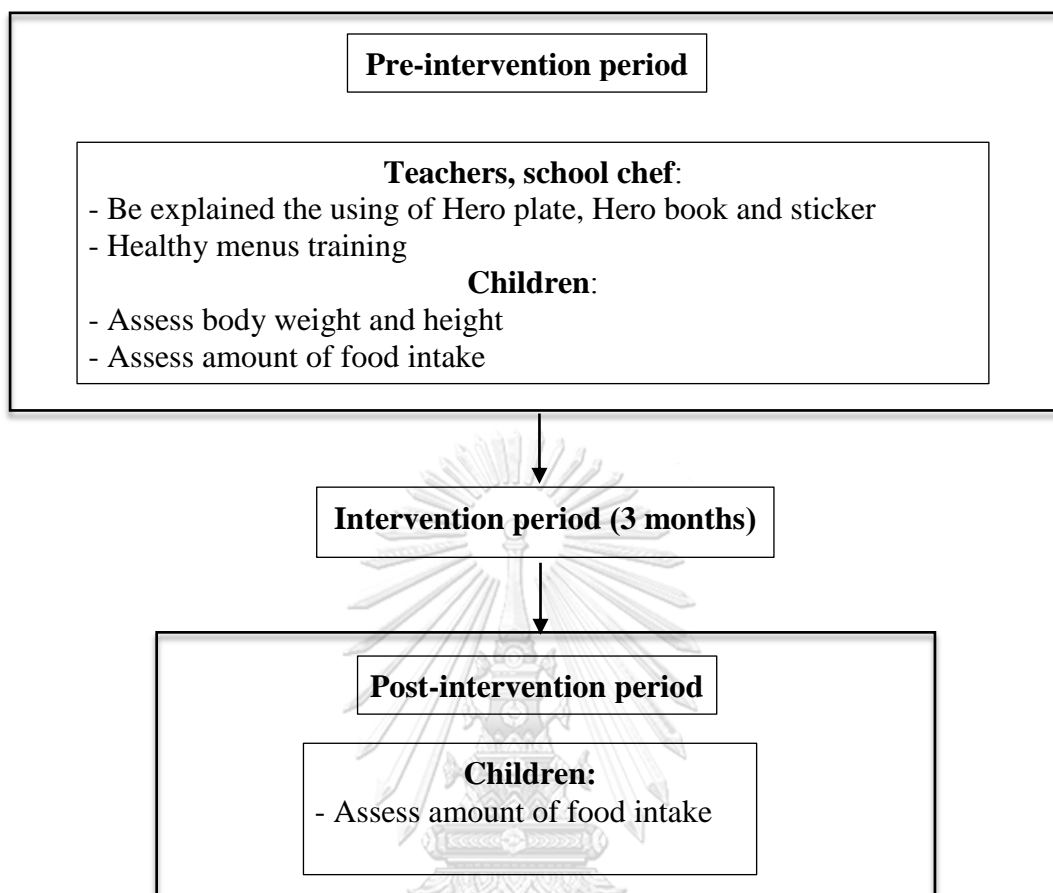 Pre-intervention period
Teachers, school chef:
- Be explained the using of Hero plate, Hero book and sticker
- Healthy menus training
Children:
- Assess body weight and height
- Assess amount of food intake
Intervention period (3 months)
Post-intervention period
Children:
- Assess amount of food intake